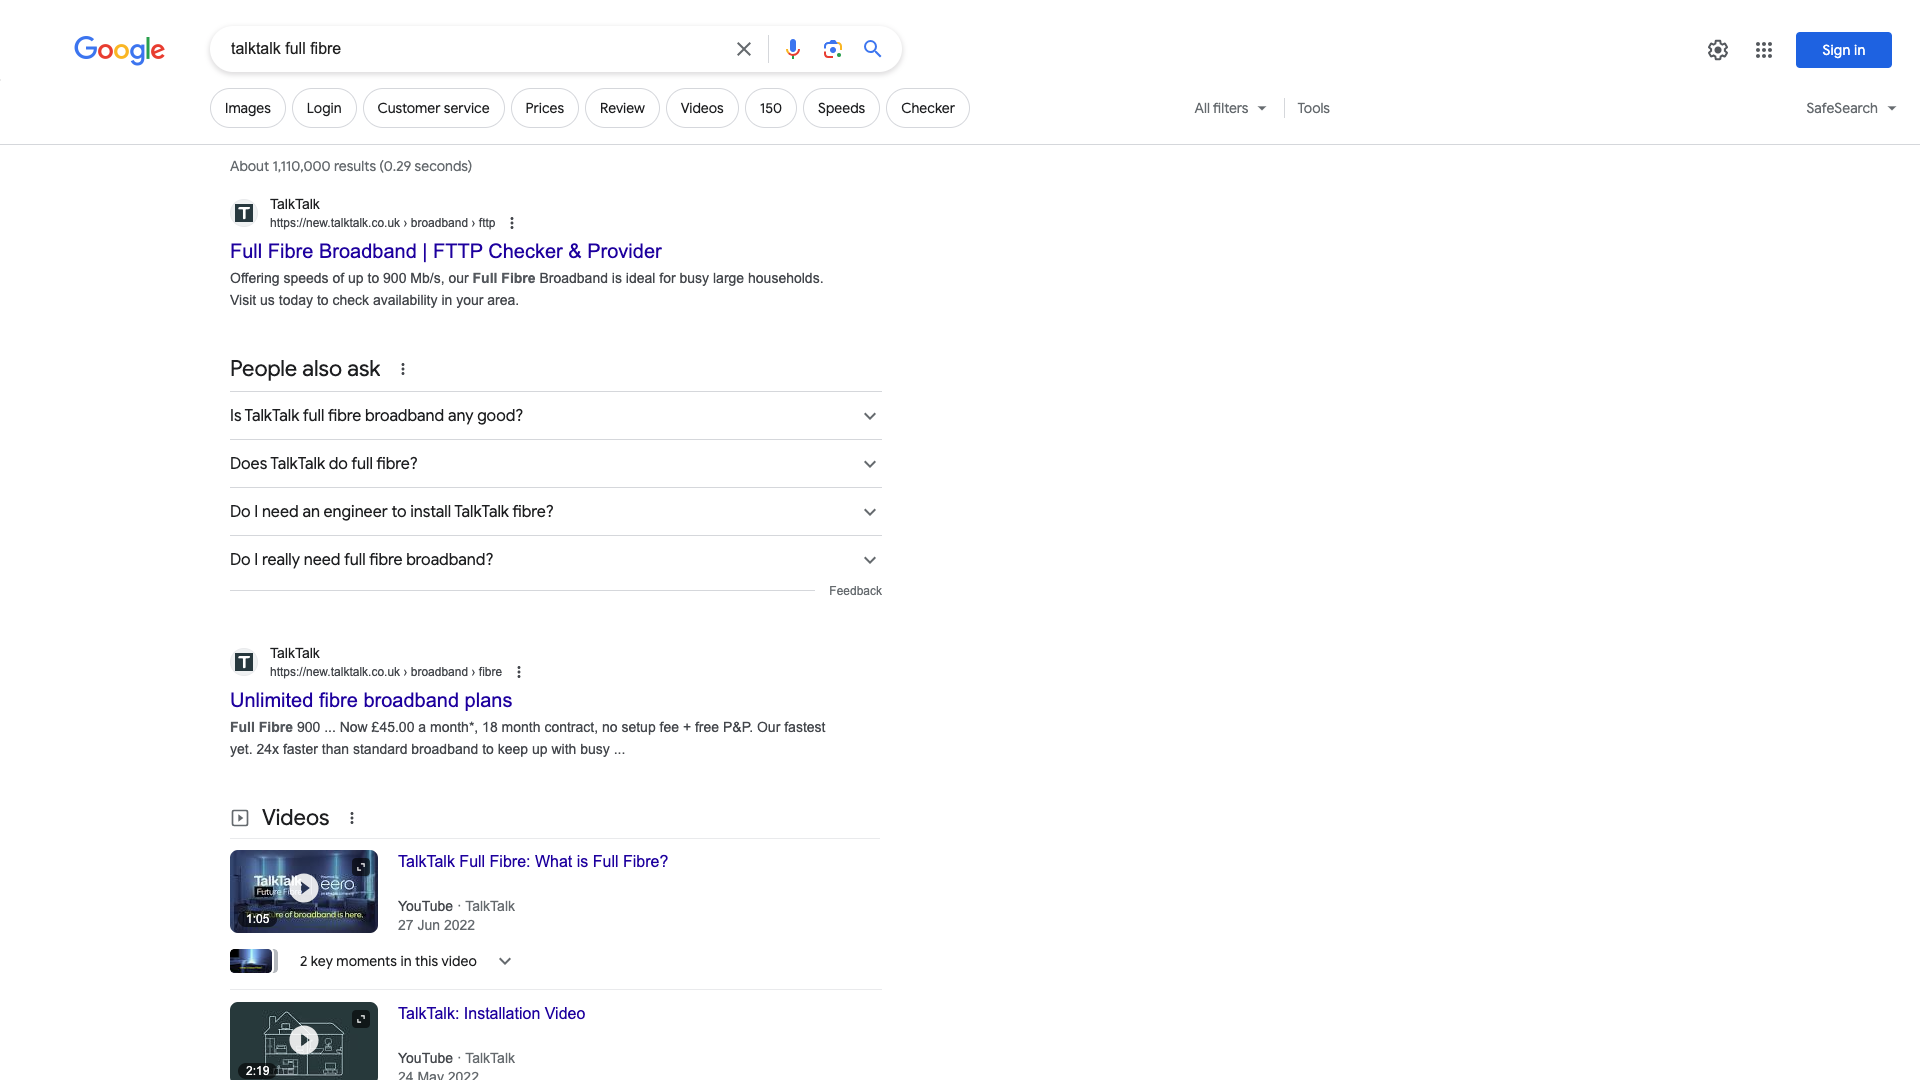 Google
talktalk full fibre
Sign in
Images
Login
Customer service
Prices
Review
Videos
150
Speeds
Checker
All filters
Tools
SafeSearch
About 1,110,000 results (0.29 seconds)
T
TalkTalk
https://new.talktalk.co.uk › broadband › fttp
Full Fibre Broadband | FTTP Checker & Provider
Offering speeds of up to 900 Mb/s, our Full Fibre Broadband is ideal for busy large households.
Visit us today to check availability in your area.
People also ask
Is TalkTalk full fibre broadband any good?
Does TalkTalk do full fibre?
Do I need an engineer to install TalkTalk fibre?
Do I really need full fibre broadband?
Feedback
T
TalkTalk
https://new.talktalk.co.uk › broadband › fibre
Unlimited fibre broadband plans
Full Fibre 900 ... Now £45.00 a month*, 18 month contract, no setup fee + free P&P. Our fastest
yet. 24x faster than standard broadband to keep up with busy ...
Videos
TalkTalk
Future
eero
of broadband is here.
1:05
TalkTalk Full Fibre: What is Full Fibre?
YouTube · TalkTalk
27 Jun 2022
2 key moments in this video
2:19
TalkTalk: Installation Video
YouTube · TalkTalk
24 May 2022